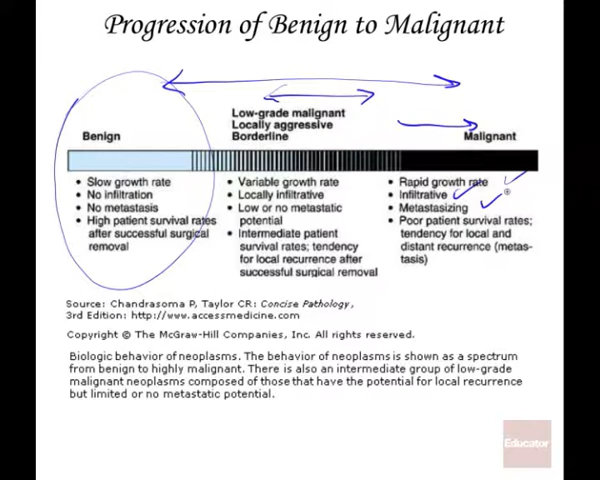 Progression of Benign to Malignant
Low-grade malignant
Locally aggressive
Benign Borderline Malignant
• Slow growth rate
• No infiltration
• No metastasis
• High patient survival rates
after successful surgical
removal
• Variable growth rate
• Locally infiltrative
• Low or no metastatic
potential
• Intermediate patient
survival rates; tendency
for local recurrence after
successful surgical removal
• Rapid growth rate
• Infiltrative
• Metastasizing
• Poor patient survival rates;
tendency for local and
distant recurrence (metas-
tasis)
Source: Chandrasoma P, Taylor CR: Concise Pathology,
3rd Edition: http://www.accessmedicine.com
Copyright © The McGraw-Hill Companies, Inc. All rights reserved.
Biologic behavior of neoplasms. The behavior of neoplasms is shown as a spectrum
from benign to highly malignant. There is also an intermediate group of low-grade
malignant neoplasms composed of those that have the potential for local recurrence
but limited or no metastatic potential.
Educator